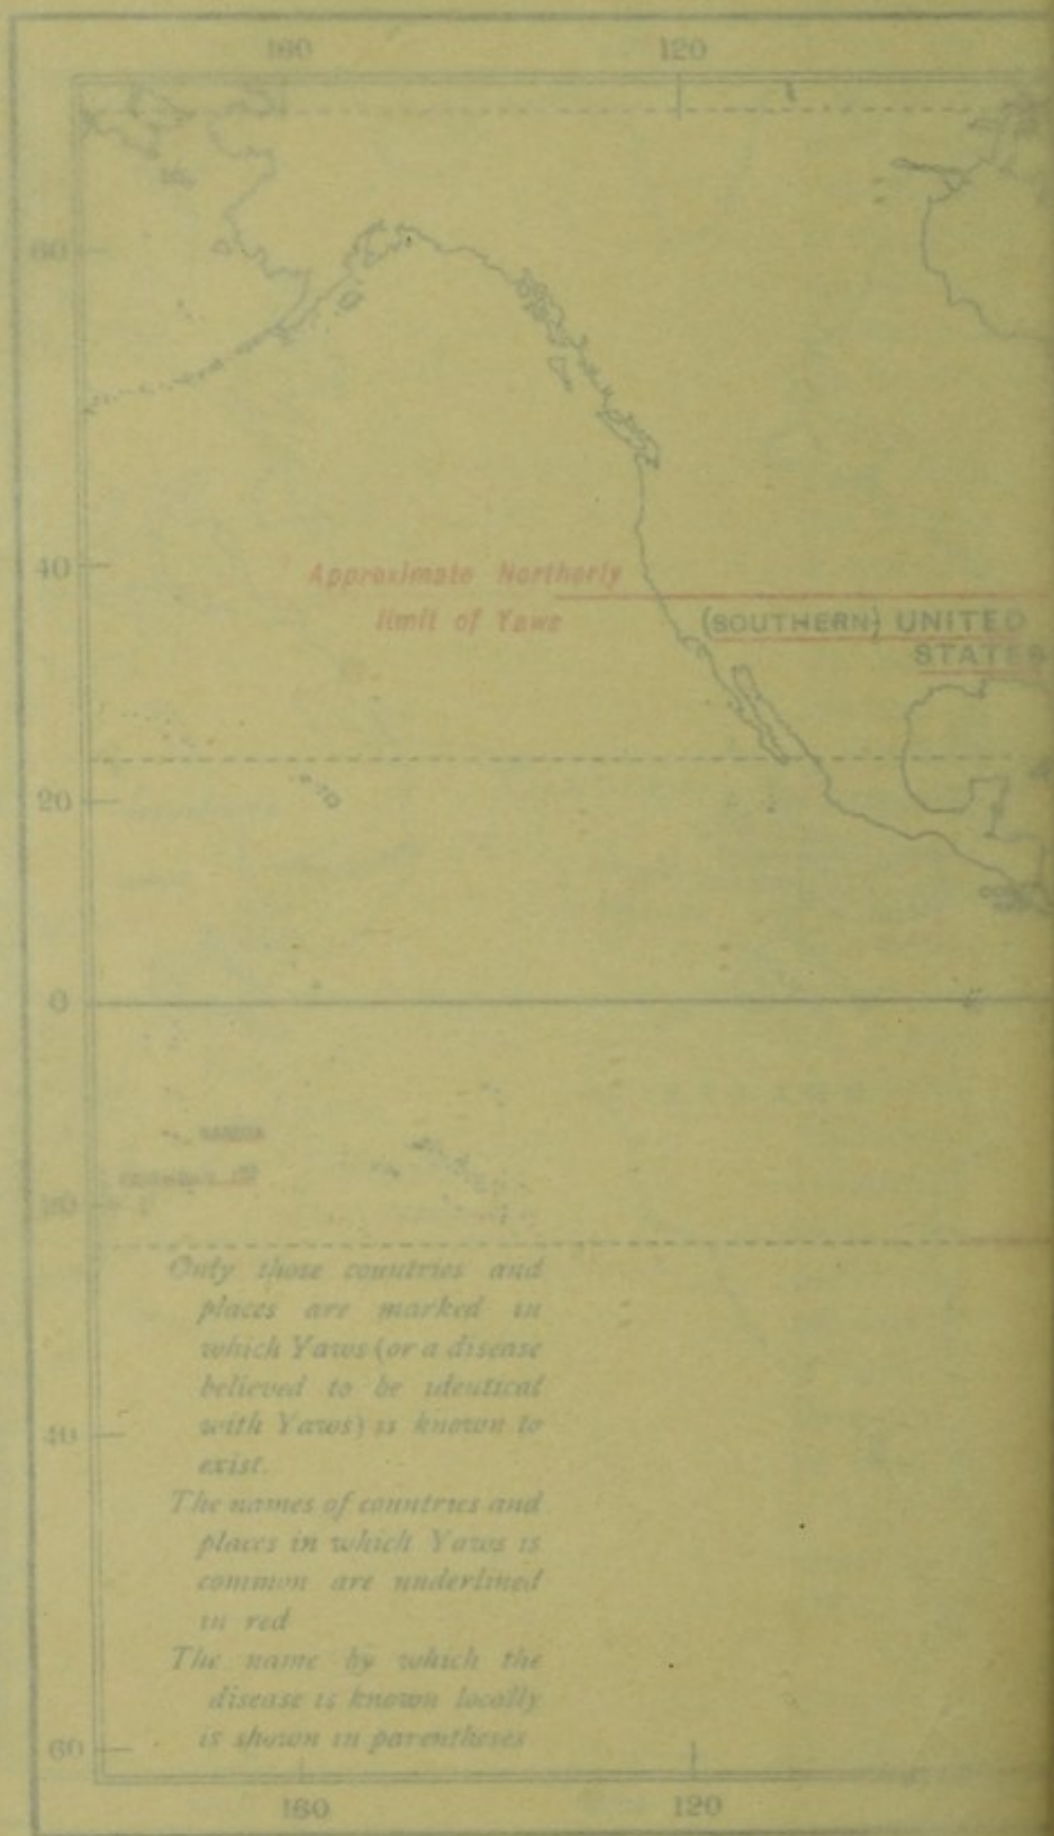 160 120
60
40
Approximate Northerly
limit of Yaws
(SOUTHERN) UNITED
STATES
20
0
SAMOA
20
Only those countries and
places are marked in
which Yaws (or a disease
believed to be identical
with Yaws) is known to
exist.
The names of countries and
places in which Yaws is
common are underlined
in red
The name by which the
disease is known locally
is shown in parentheses
40
60
160 120